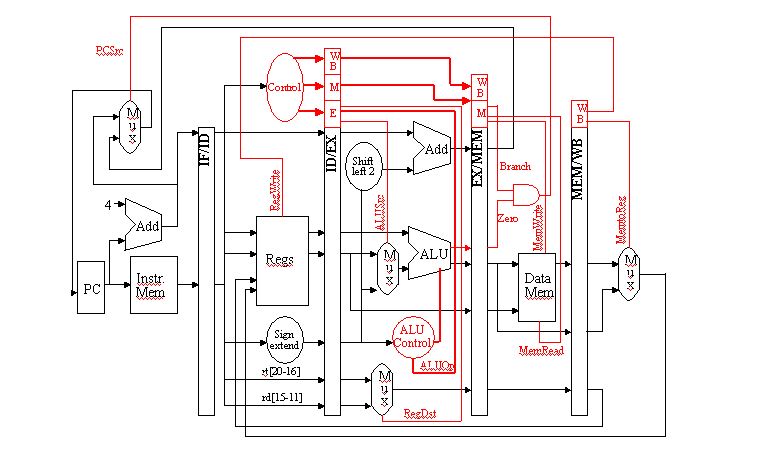 PCSrc
W
B
M
E
Control
W
B
M
W
B
M
u
x
IF/ID
ID/EX
EX/MEM
MEM/WB
Add
Shift
left 2
Branch
4
Add
RegWrite
ALUSrc
Zero
MemWrite
MemtoReg
PC
Instr.
Mem
Regs
M
u
x
ALU
Data
Mem
M
u
x
Sign
extend
ALU
Control
MemRead
ALUOp
rt[20-16]
M
u
x
rd[15-11]
RegDst